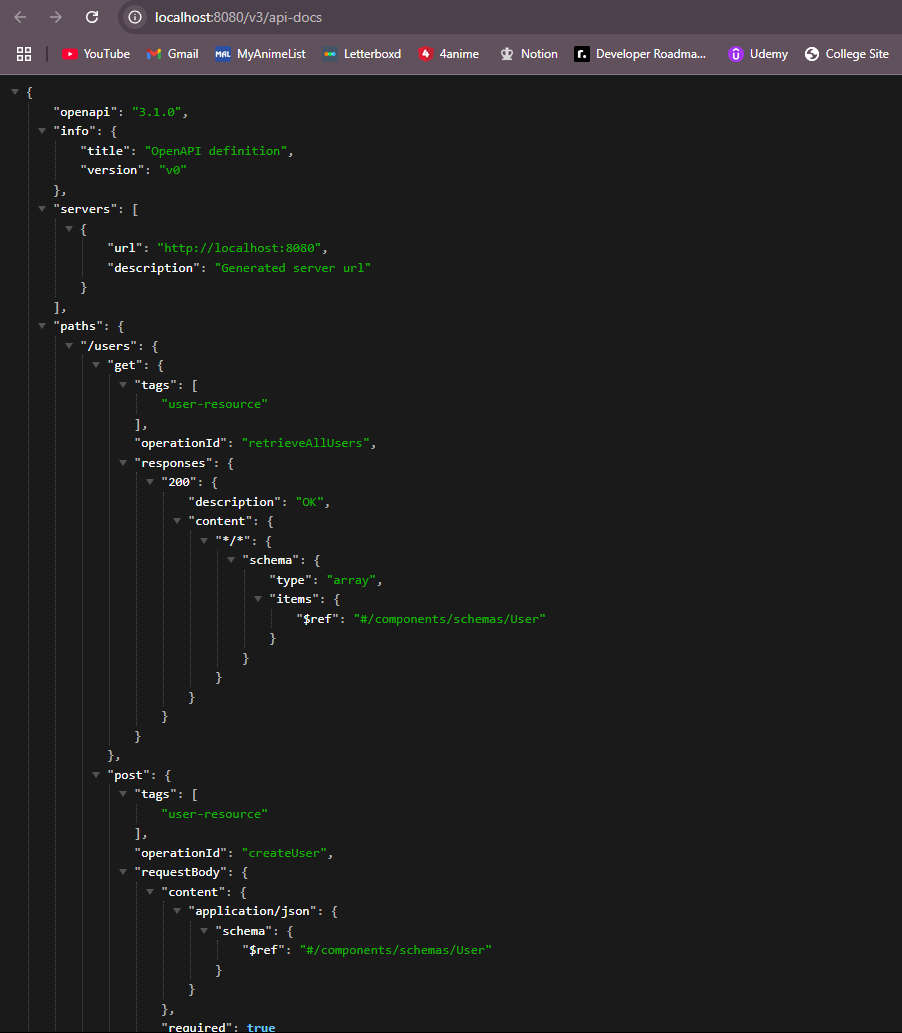 localhost:8080/v3/api-docs
YouTube Gmail MAL MyAnimeList Letterboxd 4 4anime Notion r. Developer Roadma... Udemy College Site
{
"openapi": "3.1.0",
"info": {
"title": "OpenAPI definition",
"version": "v0"
},
"servers": [
{
"url": "http://localhost:8080",
"description": "Generated server url"
}
],
"paths": {
"/users": {
"get": {
"tags": [
"user-resource"
],
"operationId": "retrieveAllUsers",
"responses": {
"200": {
"description": "OK",
"content": {
"*/*": {
"schema": {
"type": "array",
"items": {
"$ref": "#/components/schemas/User"
}
}
}
}
}
}
},
"post": {
"tags": [
"user-resource"
],
"operationId": "createUser",
"requestBody": {
"content": {
"application/json": {
"schema": {
"$ref": "#/components/schemas/User"
}
}
},
"required": true